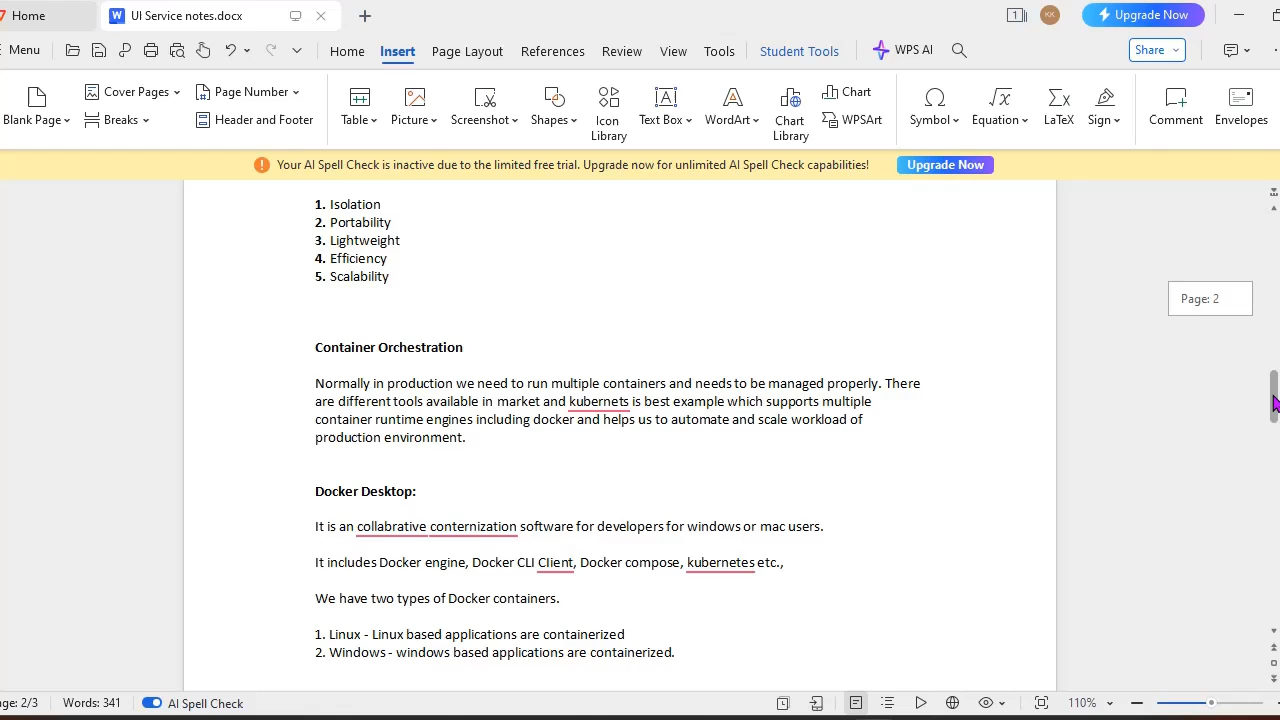 Home
UI Service notes.docx
1
KK
Upgrade Now
Menu
Home
Insert
Page Layout
References
Review
View
Tools
Student Tools
WPS AI
Share
Blank Page
Cover Pages
Breaks
Page Number
Header and Footer
Table
Picture
Screenshot
Shapes
Icon
Library
Text Box
WordArt
Chart
Library
Chart
WPSArt
Symbol
Equation
LaTeX
Sign
Comment
Envelopes
Your AI Spell Check is inactive due to the limited free trial. Upgrade now for unlimited AI Spell Check capabilities!
Upgrade Now
1. Isolation
2. Portability
3. Lightweight
4. Efficiency
5. Scalability
Page: 2
Container Orchestration
Normally in production we need to run multiple containers and needs to be managed properly. There
are different tools available in market and kubernets is best example which supports multiple
container runtime engines including docker and helps us to automate and scale workload of
production environment.
Docker Desktop:
It is an collabrative conternization software for developers for windows or mac users.
It includes Docker engine, Docker CLI CIient, Docker compose, kubernetes etc.,
We have two types of Docker containers.
1. Linux - Linux based applications are containerized
2. Windows - windows based applications are containerized.
age: 2/3
Words: 341
AI Spell Check
110%